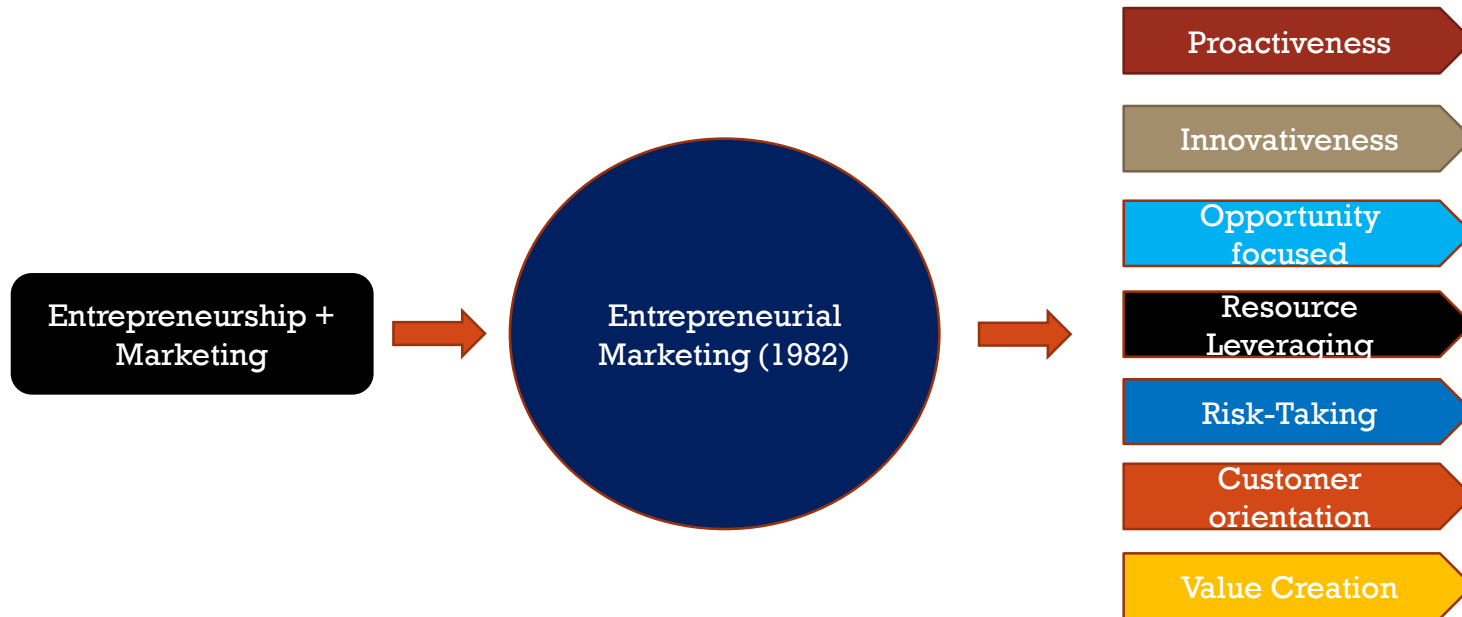 Entrepreneurship +
Marketing
Entrepreneurial
Marketing (1982)
Proactiveness
Innovativeness
Opportunity
focused
Resource
Leveraging
Risk-Taking
Customer
orientation
Value Creation